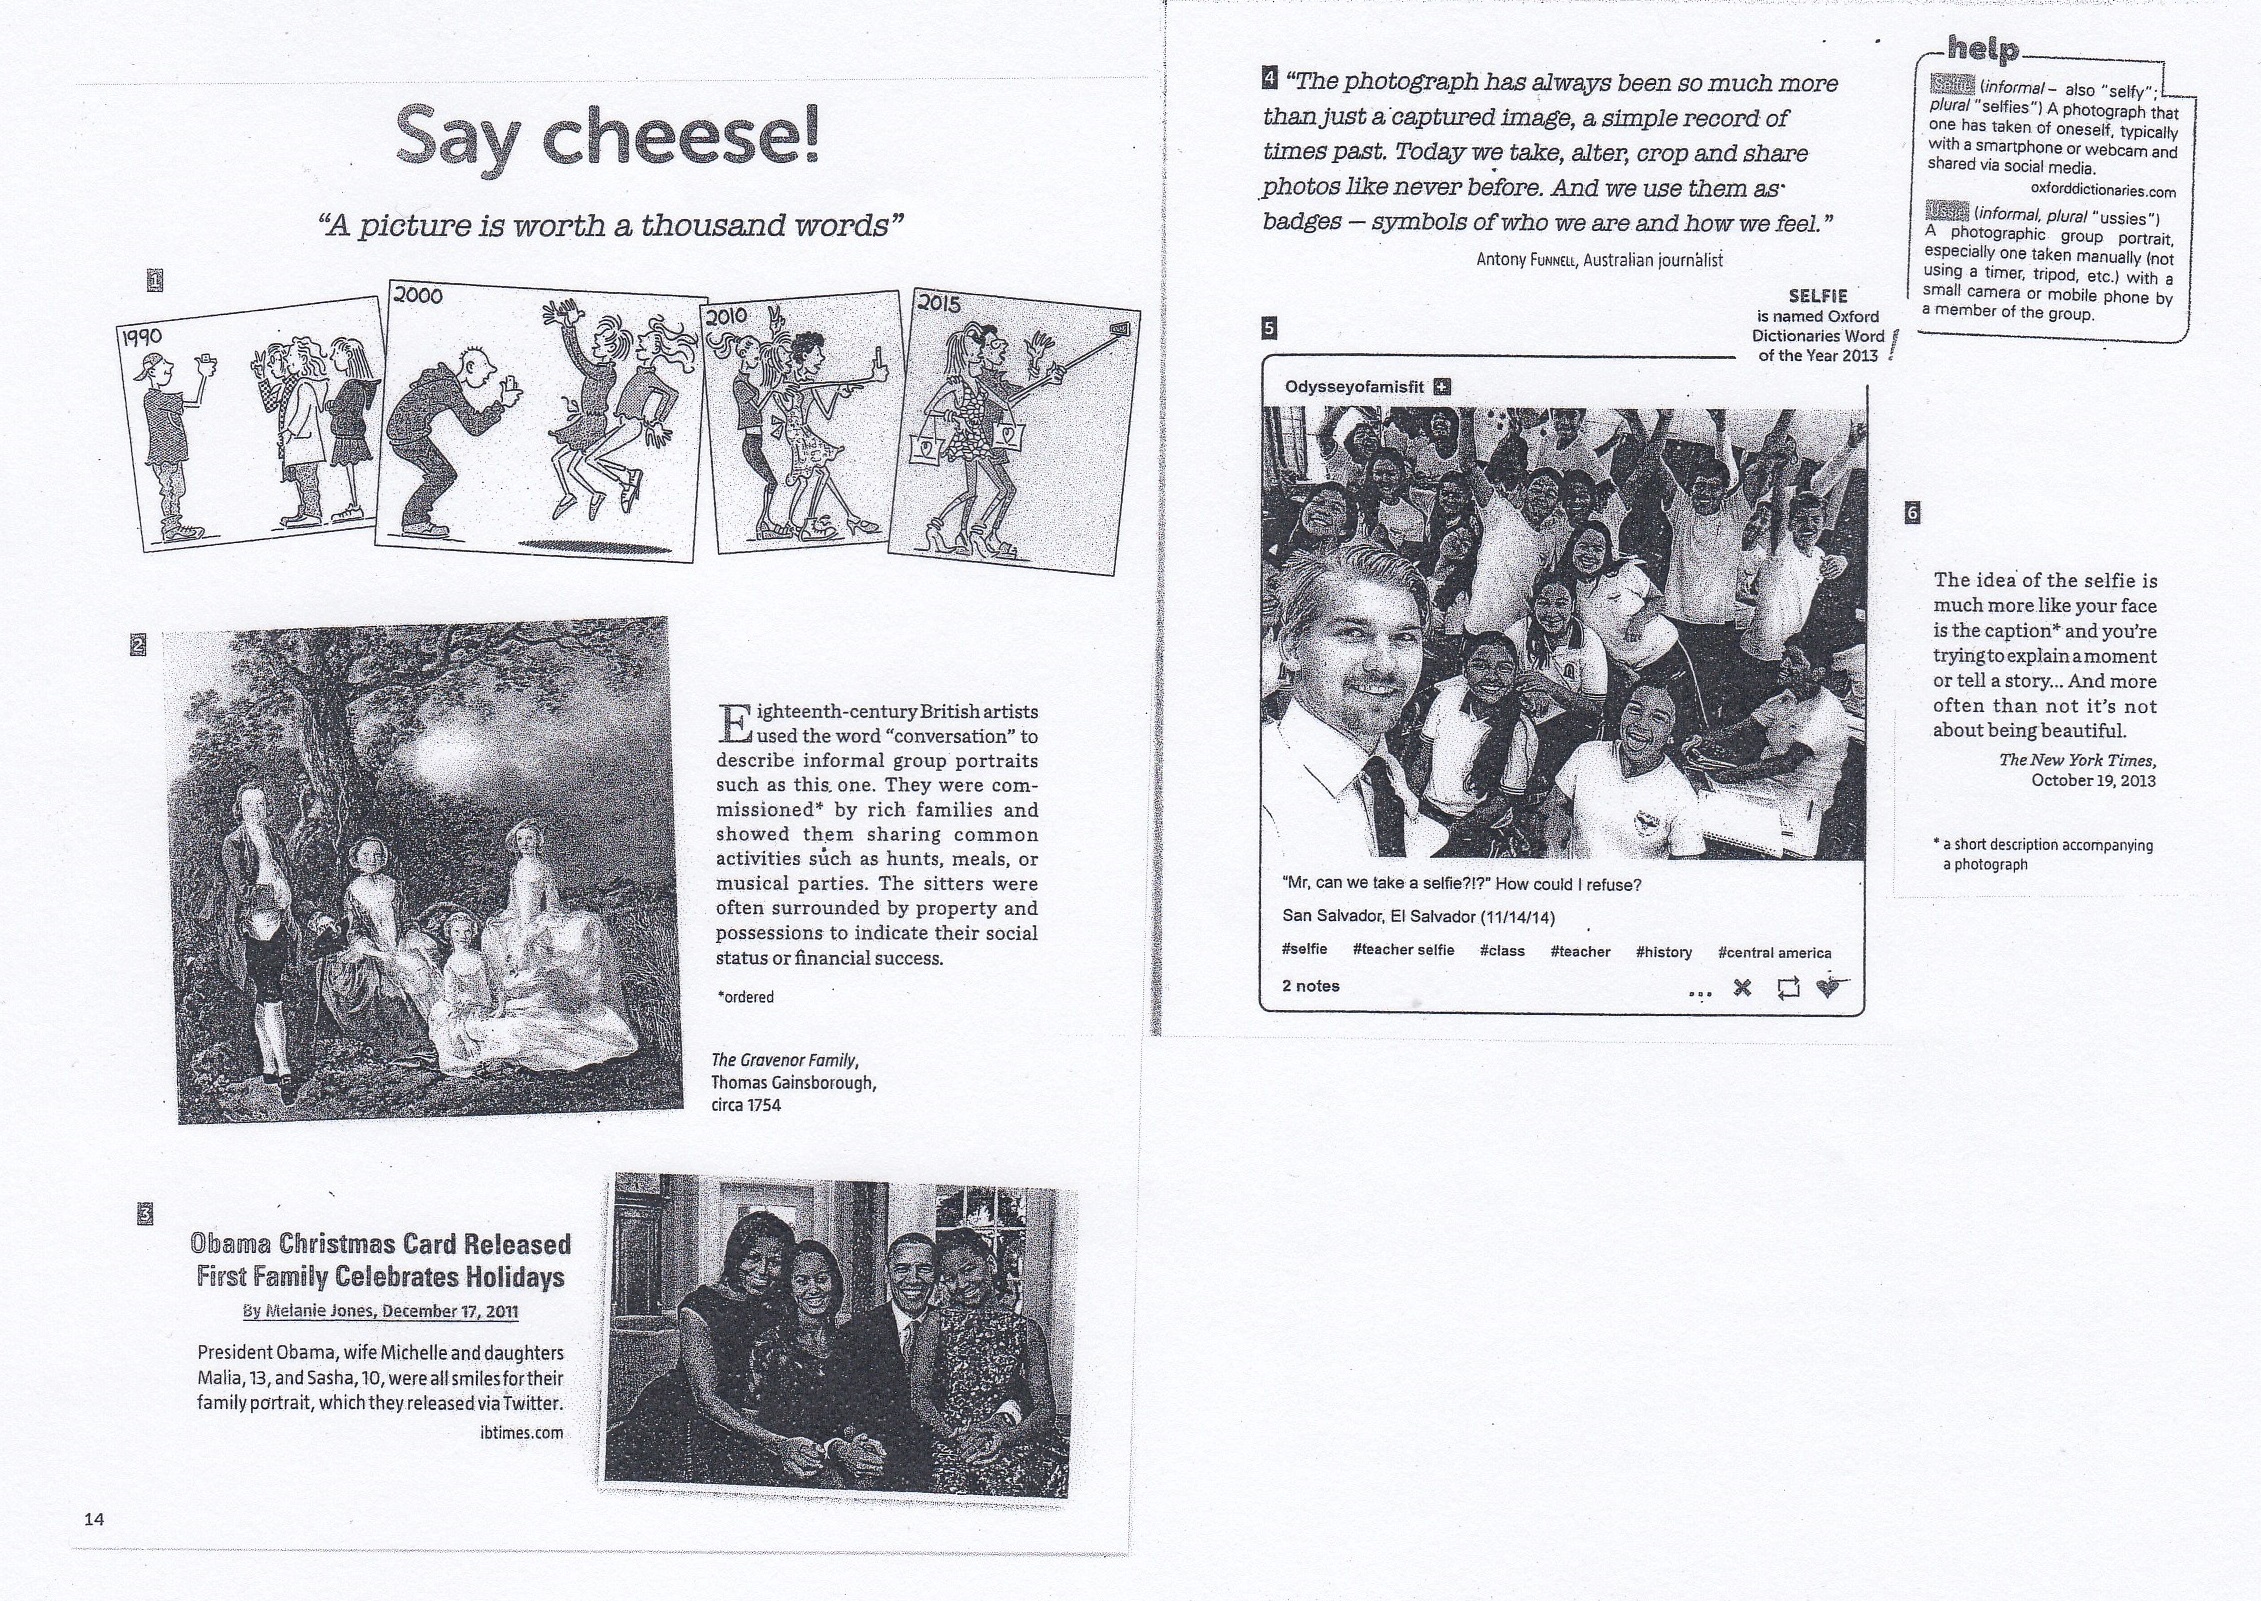 Say cheese!
“A picture is worth a thousand words”
1
1990
2000
2010
2015
2
Eighteenth-century British artists
used the word “conversation” to
describe informal group portraits
such as this one. They were com-
missioned* by rich families and
showed them sharing common
activities such as hunts, meals, or
musical parties. The sitters were
often surrounded by property and
possessions to indicate their social
status or financial success.
*ordered
The Gravenor Family,
Thomas Gainsborough,
circa 1754
3
Obama Christmas Card Released
First Family Celebrates Holidays
By Melanie Jones, December 17, 2011
President Obama, wife Michelle and daughters
Malia, 13, and Sasha, 10, were all smiles for their
family portrait, which they released via Twitter.
ibtimes.com
14
4 “The photograph has always been so much more
than just a captured image, a simple record of
times past. Today we take, alter, crop and share
photos like never before. And we use them as
badges – symbols of who we are and how we feel.”
Antony FUNNELL, Australian journalist
help
Selfie (informal – also “selfy”;
plural “selfies”) A photograph that
one has taken of oneself, typically
with a smartphone or webcam and
shared via social media.
oxforddictionaries.com
Ussie (informal, plural “ussies”)
A photographic group portrait,
especially one taken manually (not
using a timer, tripod, etc.) with a
small camera or mobile phone by
a member of the group.
SELFIE
is named Oxford
Dictionaries Word
of the Year 2013 !
5
Odysseyofamisfit +
“Mr, can we take a selfie?!?” How could I refuse?
San Salvador, El Salvador (11/14/14)
#selfie #teacher selfie #class #teacher #history #central america
2 notes ...
6
The idea of the selfie is
much more like your face
is the caption* and you’re
trying to explain a moment
or tell a story... And more
often than not it’s not
about being beautiful.
The New York Times,
October 19, 2013
* a short description accompanying
a photograph